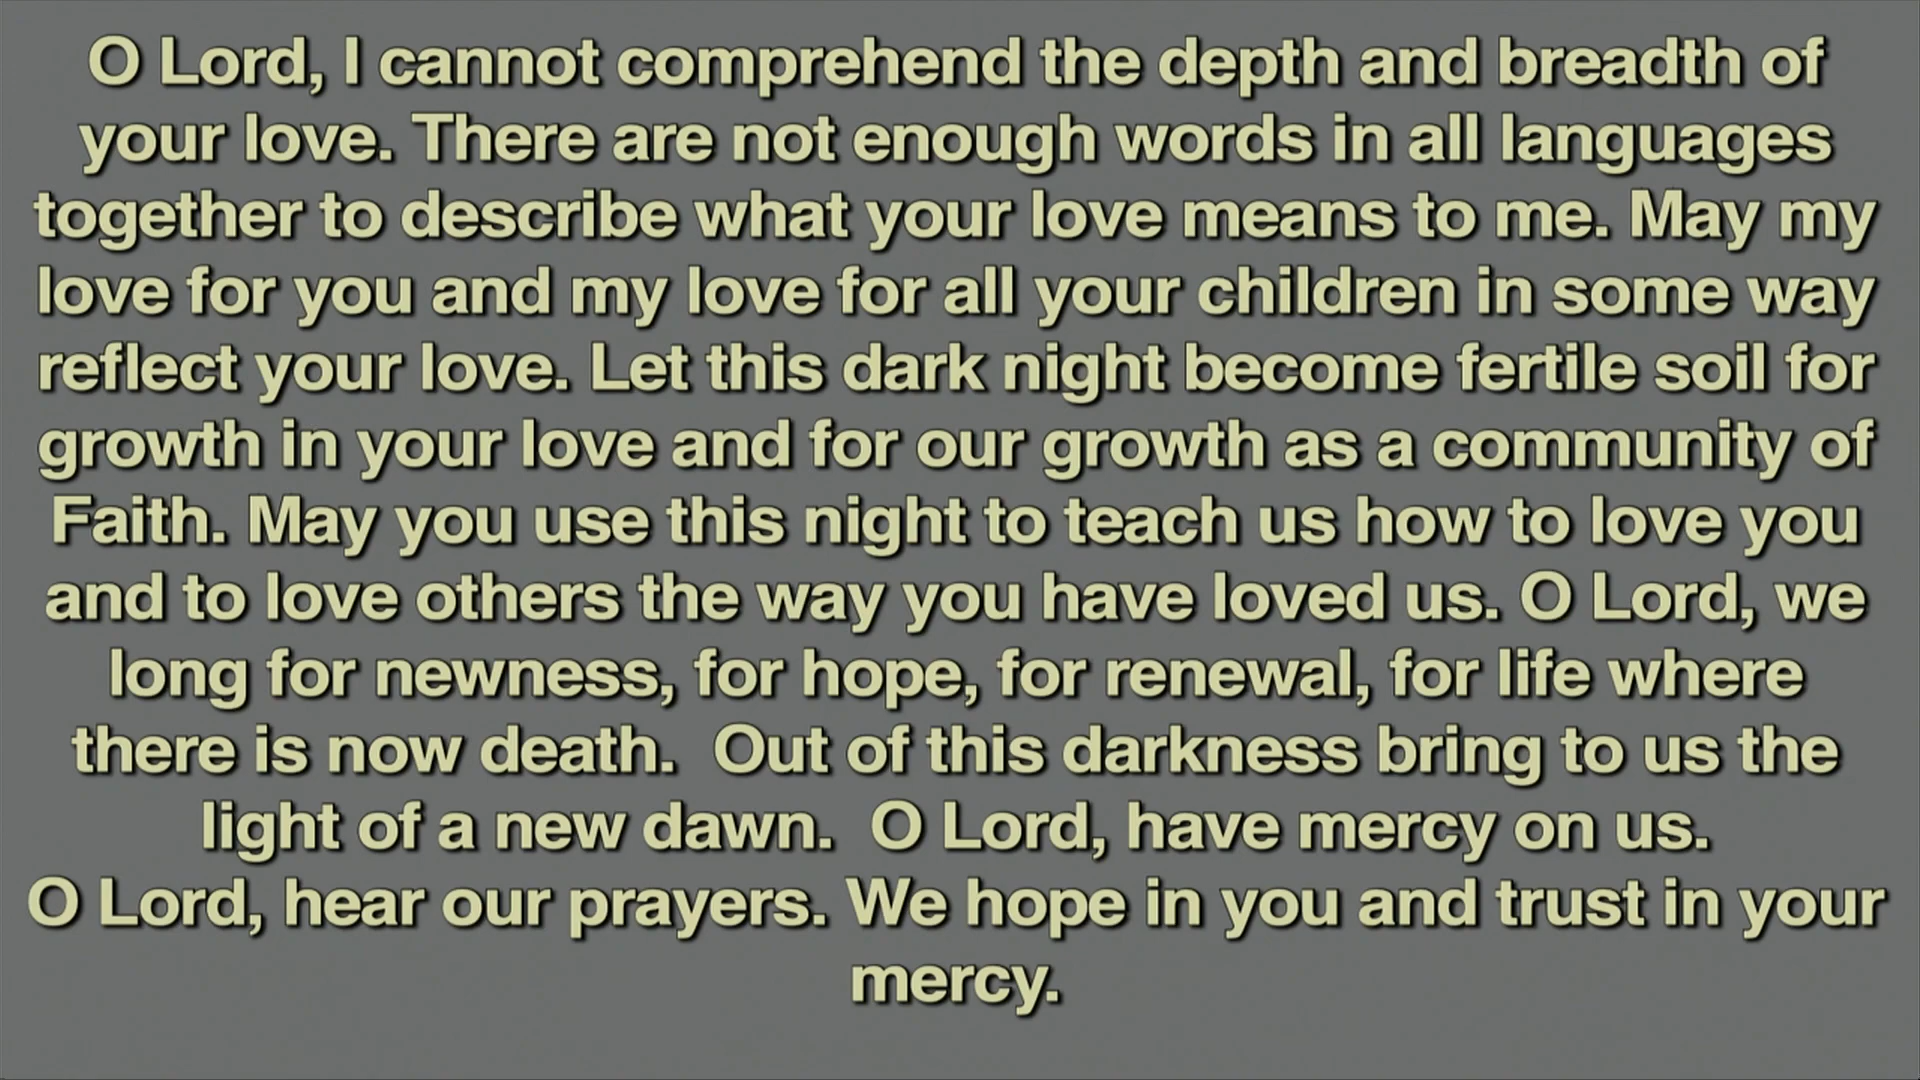 O Lord, I cannot comprehend the depth and breadth of
your love. There are not enough words in all languages
together to describe what your love means to me. May my
love for you and my love for all your children in some way
reflect your love. Let this dark night become fertile soil for
growth in your love and for our growth as a community of
Faith. May you use this night to teach us how to love you
and to love others the way you have loved us. O Lord, we
long for newness, for hope, for renewal, for life where
there is now death.  Out of this darkness bring to us the
light of a new dawn.  O Lord, have mercy on us.
O Lord, hear our prayers. We hope in you and trust in your
mercy.